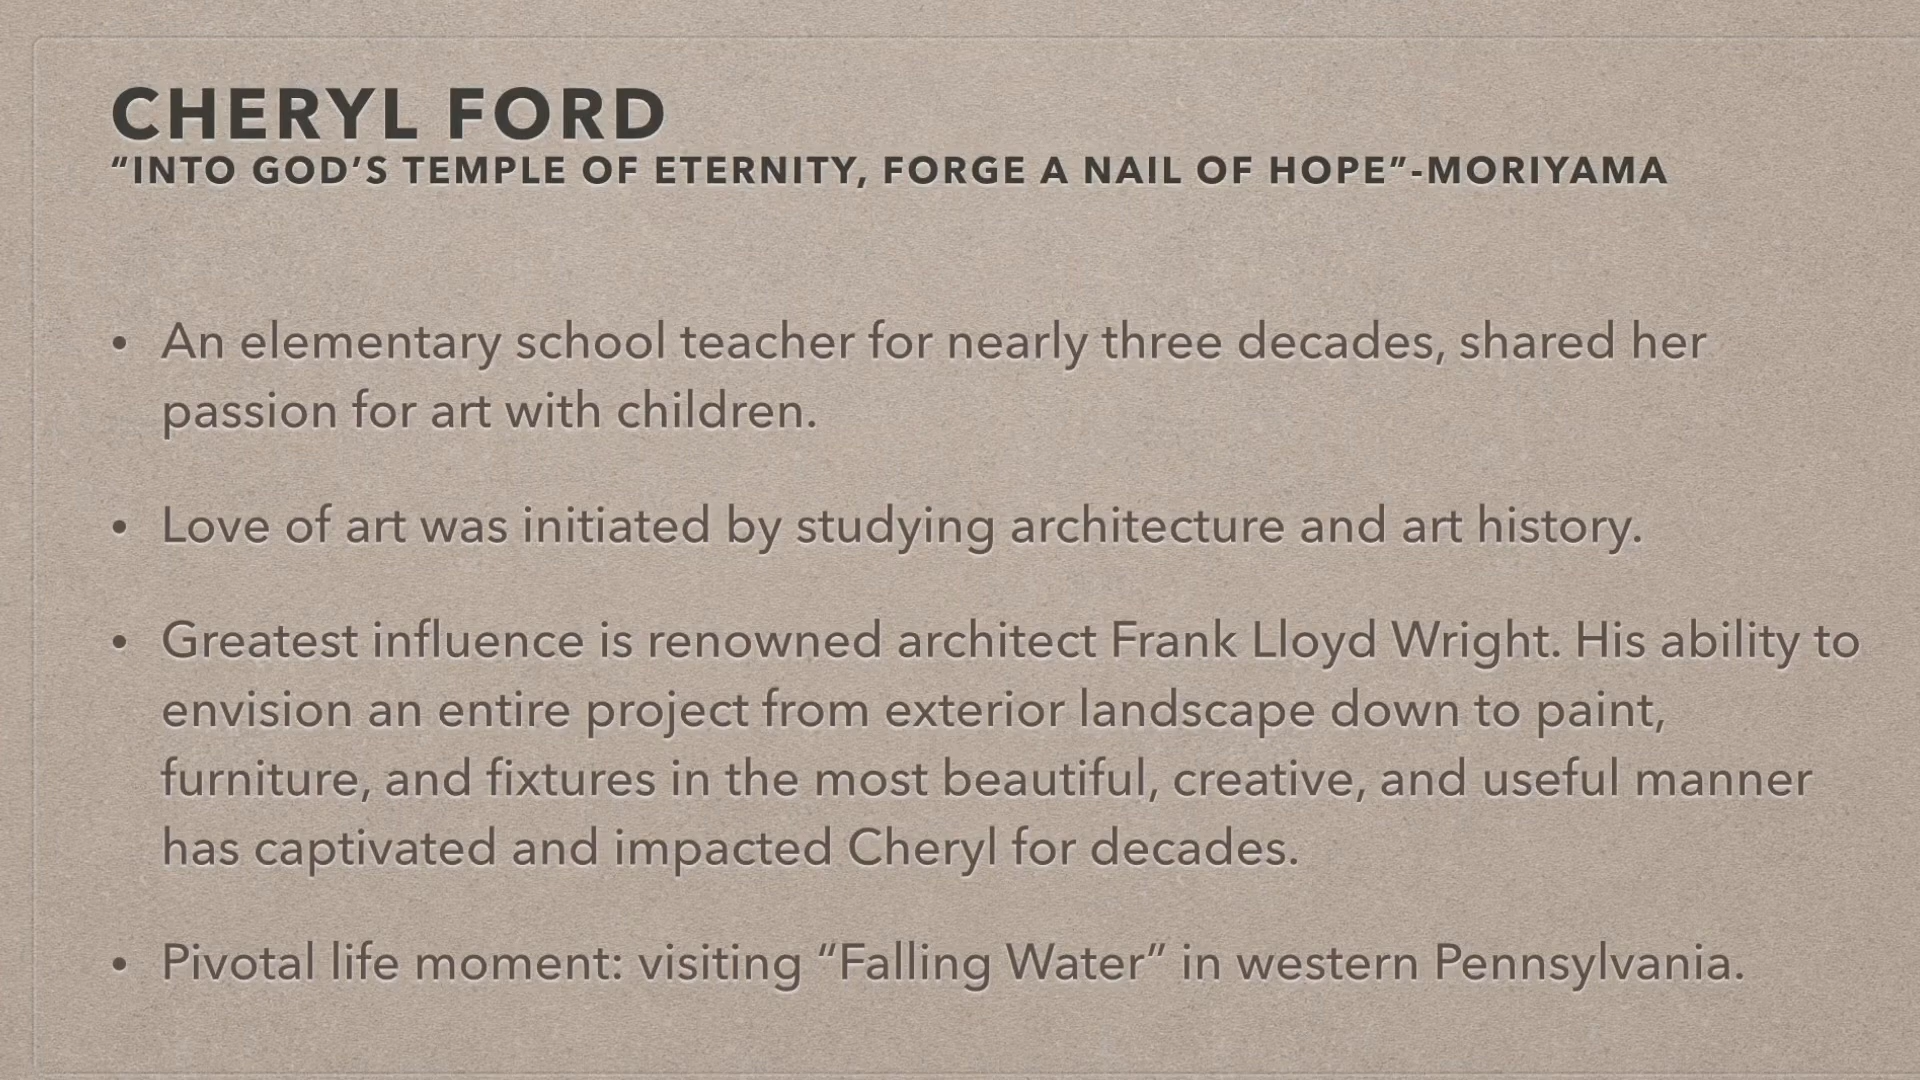 CHERYL FORD
“INTO GOD’S TEMPLE OF ETERNITY, FORGE A NAIL OF HOPE”-MORIYAMA
• An elementary school teacher for nearly three decades, shared her
passion for art with children.
• Love of art was initiated by studying architecture and art history.
• Greatest influence is renowned architect Frank Lloyd Wright. His ability to
envision an entire project from exterior landscape down to paint,
furniture, and fixtures in the most beautiful, creative, and useful manner
has captivated and impacted Cheryl for decades.
• Pivotal life moment: visiting “Falling Water” in western Pennsylvania.